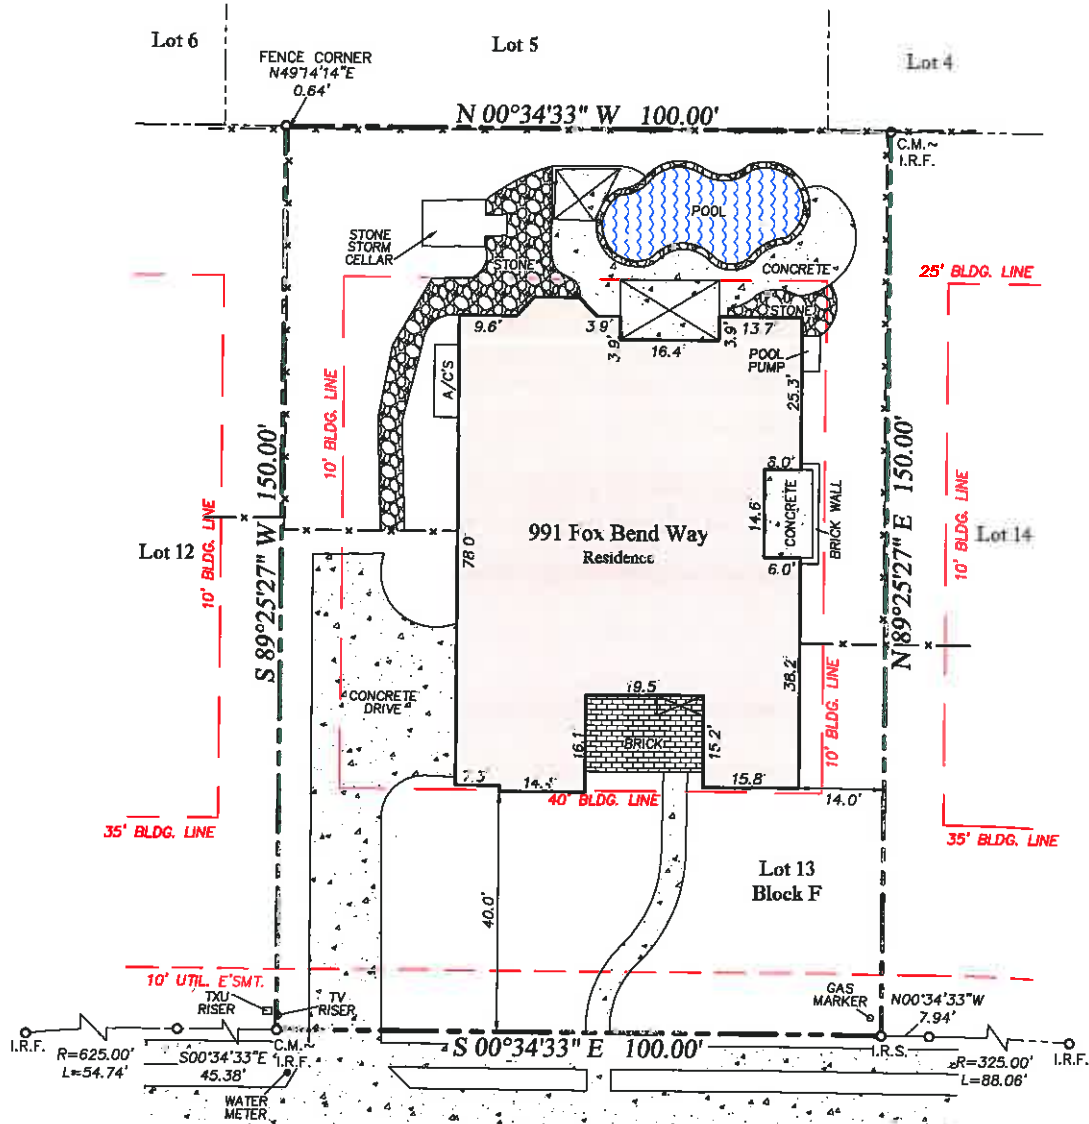 Lot 6
Lot 5
Lot 4
FENCE CORNER
N49°14'14"E
0.64'
N 00°34'33" W 100.00'
C.M.~
I.R.F.
POOL
STONE
STORM
CELLAR
STONE
CONCRETE
25' BLDG. LINE
STONE
9.6'
3.9'
3.9'
16.4'
3.9'
13.7'
POOL
PUMP
A/C'S
25.3'
10' BLDG. LINE
S 89°25'27" W 150.00'
N 89°25'27" E 150.00'
10' BLDG. LINE
10' BLDG. LINE
6.0'
14.6'
CONCRETE
BRICK WALL
6.0'
991 Fox Bend Way
Residence
78.0'
Lot 12
Lot 14
38.2'
CONCRETE
DRIVE
19.5
16.1'
BRICK
15.2'
10' BLDG. LINE
7.3'
14.3'
15.8'
40' BLDG. LINE
14.0'
35' BLDG. LINE
35' BLDG. LINE
Lot 13
Block F
40.0'
10' UTIL. E'SMT.
TXU
RISER
TV
RISER
GAS
MARKER
N00°34'33"W
7.94'
I.R.F.
R=625.00'
L=54.74'
C.M.~
I.R.F.
S00°34'33"E
45.38'
S 00°34'33" E 100.00'
I.R.S.
R=325.00'
L=88.06'
I.R.F.
WATER
METER